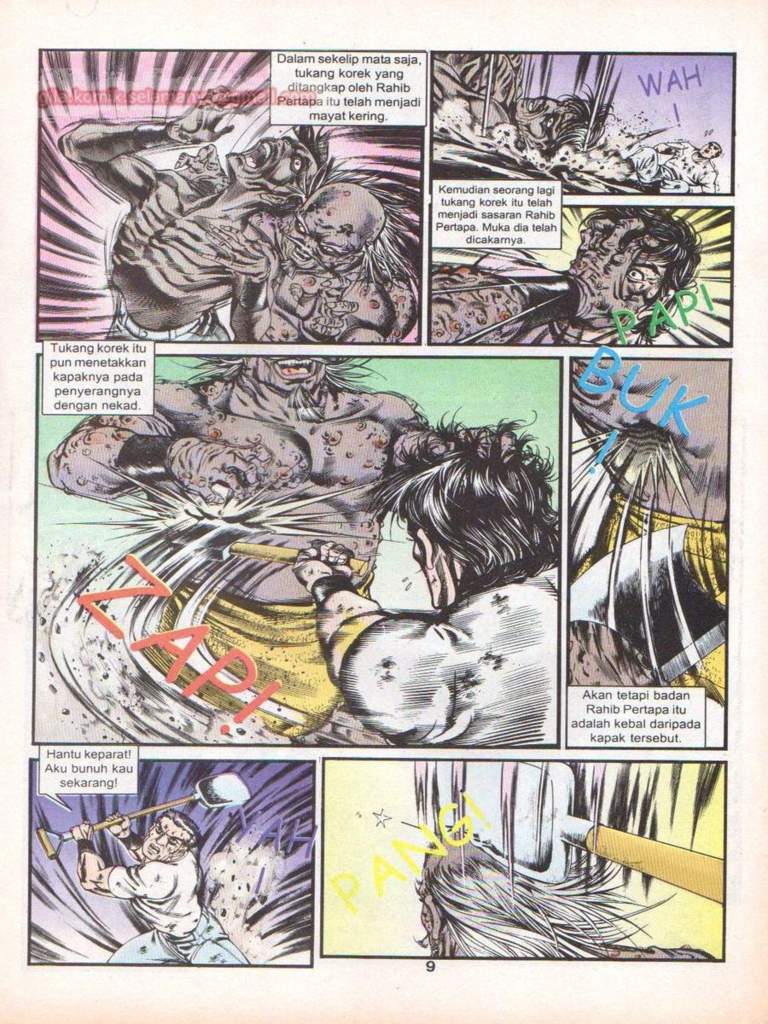 Dalam sekelip mata saja,
tukang korek yang
ditangkap oleh Rahib
Pertapa itu telah menjadi
mayat kering.
WAH
!
Kemudian seorang lagi
tukang korek itu telah
menjadi sasaran Rahib
Pertapa. Muka dia telah
dicakarnya.
PAP!
Tukang korek itu
pun menetakkan
kapaknya pada
penyerangnya
dengan nekad.
ZAPP!
BUK
!
Akan tetapi badan
Rahib Pertapa itu
adalah kebal daripada
kapak tersebut.
Hantu keparat!
Aku bunuh kau
sekarang!
WAH
!
PANG!
9